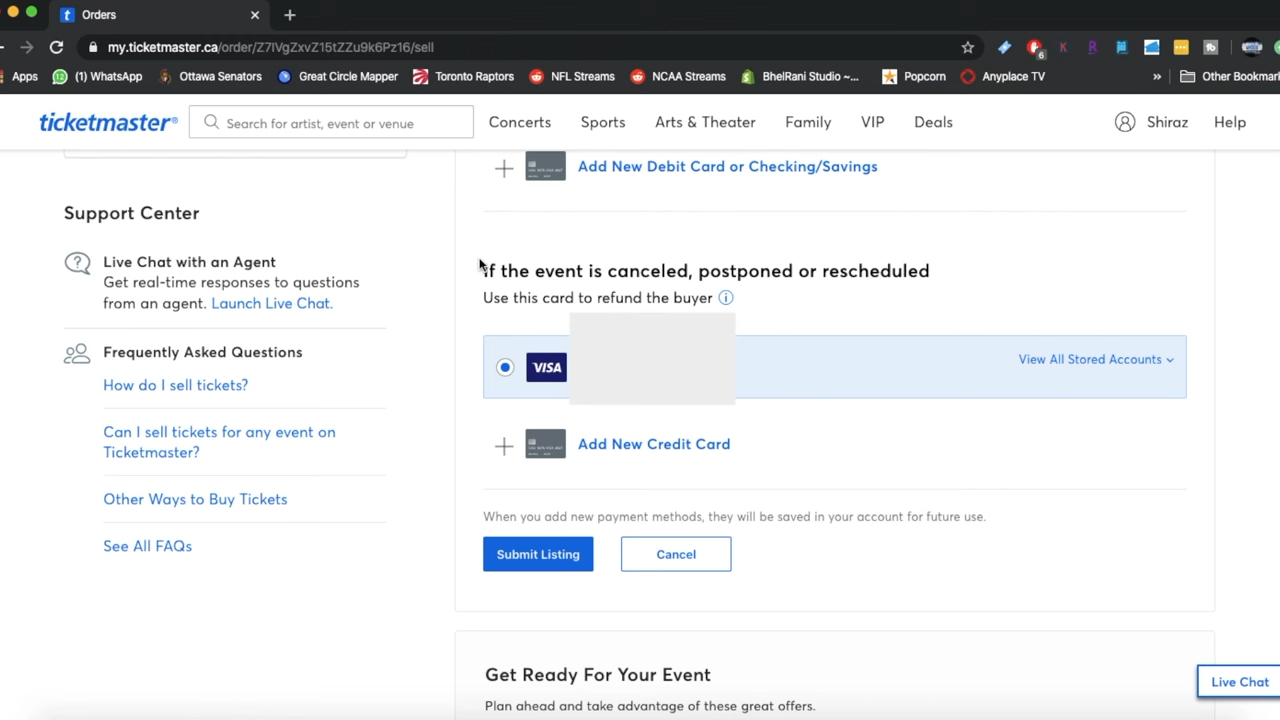 Orders
my.ticketmaster.ca/order/Z7IVgZxvZ15tZZu9k6Pz16/sell
6
Apps (1) WhatsApp Ottawa Senators Great Circle Mapper Toronto Raptors NFL Streams NCAA Streams BhelRani Studio ~... Popcorn Anyplace TV » Other Bookmar
ticketmaster® Search for artist, event or venue Concerts Sports Arts & Theater Family VIP Deals Shiraz Help
Add New Debit Card or Checking/Savings
Support Center
Live Chat with an Agent
Get real-time responses to questions
from an agent. Launch Live Chat.
Frequently Asked Questions
How do I sell tickets?
Can I sell tickets for any event on
Ticketmaster?
Other Ways to Buy Tickets
See All FAQs
If the event is canceled, postponed or rescheduled
Use this card to refund the buyer
VISA View All Stored Accounts
Add New Credit Card
When you add new payment methods, they will be saved in your account for future use.
Submit Listing Cancel
Get Ready For Your Event
Plan ahead and take advantage of these great offers.
Live Chat